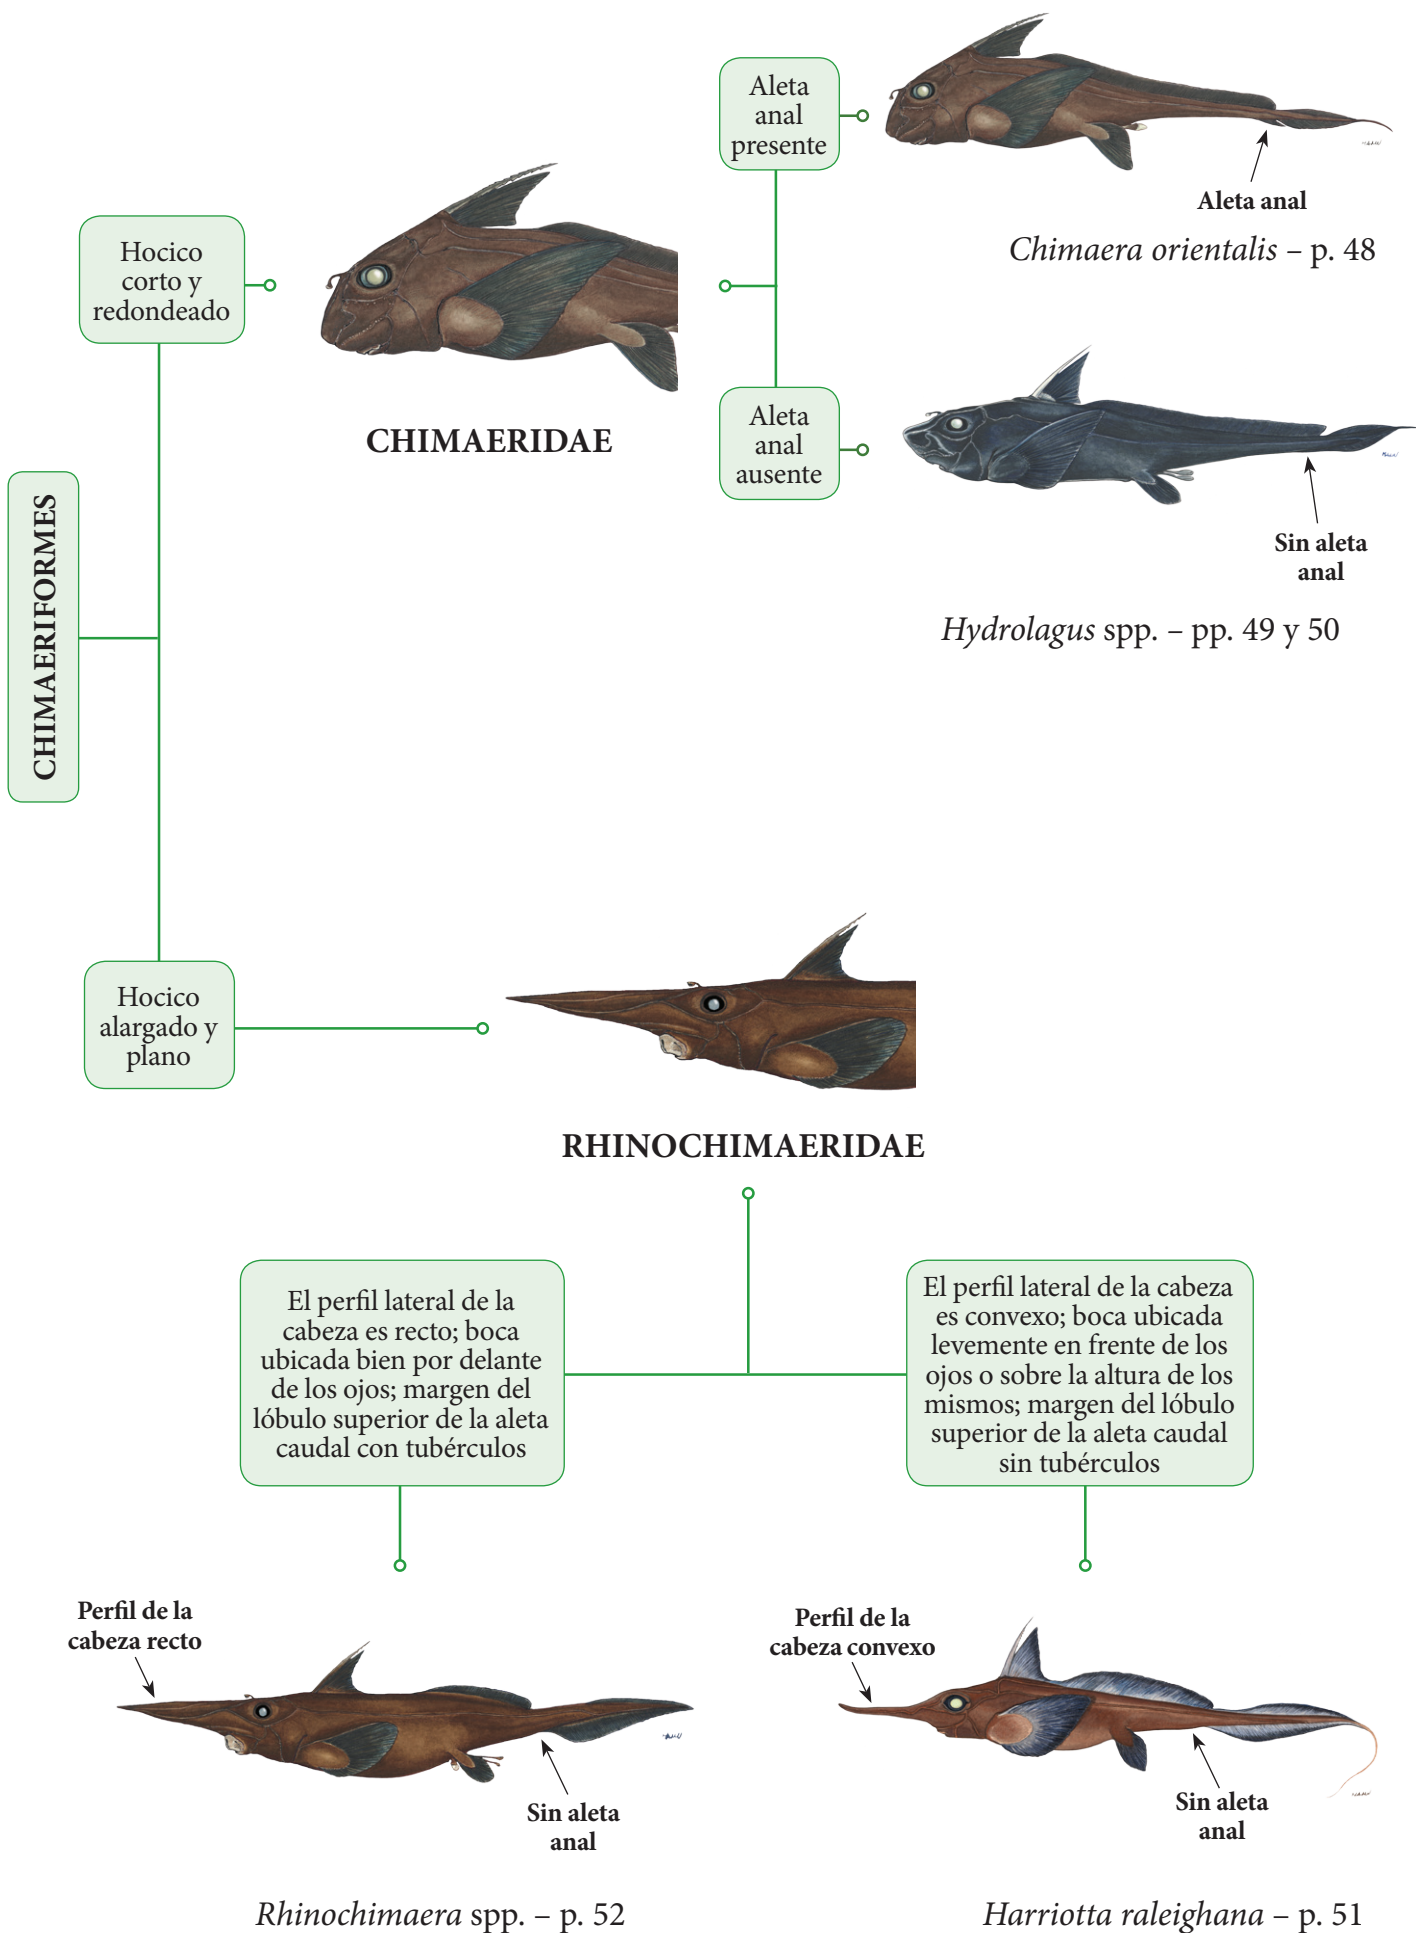 CHIMAERIFORMES
Hocico
corto y
redondeado
CHIMAERIDAE
Aleta
anal
presente
Aleta anal
Chimaera orientalis – p. 48
Aleta
anal
ausente
Sin aleta
anal
Hydrolagus spp. – pp. 49 y 50
Hocico
alargado y
plano
RHINOCHIMAERIDAE
El perfil lateral de la
cabeza es recto; boca
ubicada bien por delante
de los ojos; margen del
lóbulo superior de la aleta
caudal con tubérculos
Perfil de la
cabeza recto
Sin aleta
anal
Rhinochimaera spp. – p. 52
El perfil lateral de la cabeza
es convexo; boca ubicada
levemente en frente de los
ojos o sobre la altura de los
mismos; margen del lóbulo
superior de la aleta caudal
sin tubérculos
Perfil de la
cabeza convexo
Sin aleta
anal
Harriotta raleighana – p. 51